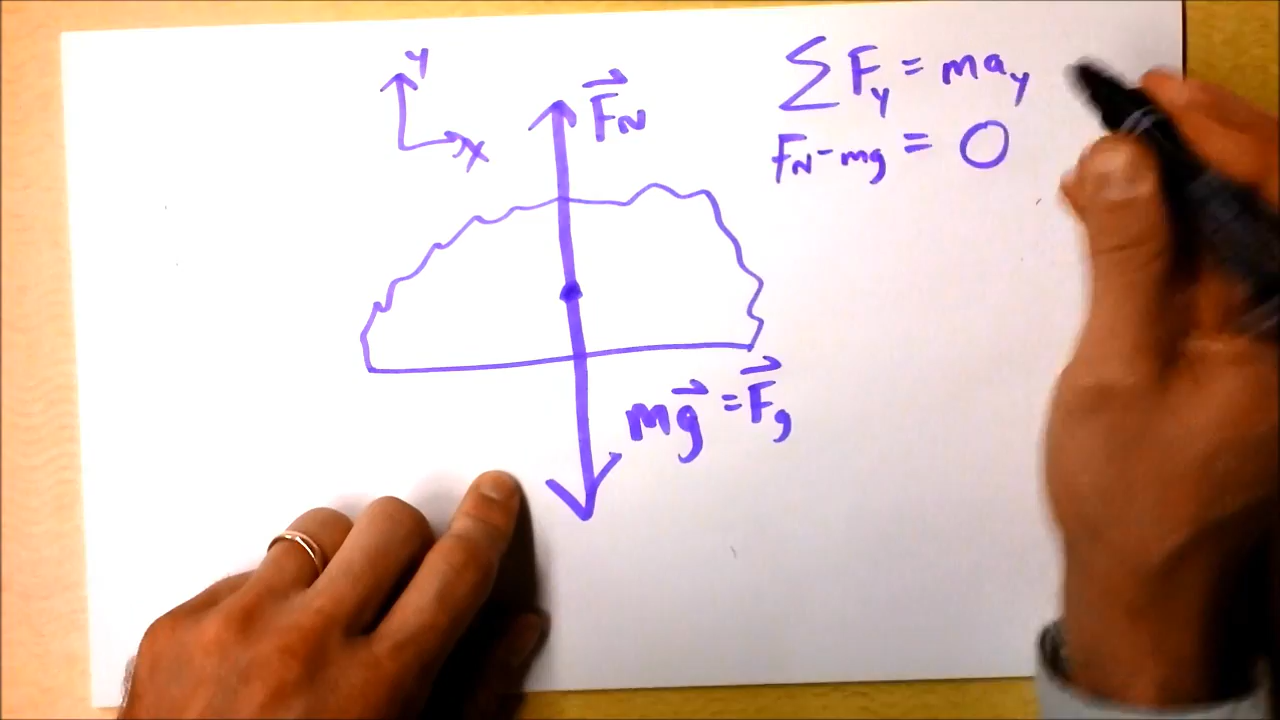 y
x
F⃗N
ΣFy = may
FN-mg = 0
mg⃗ = F⃗g